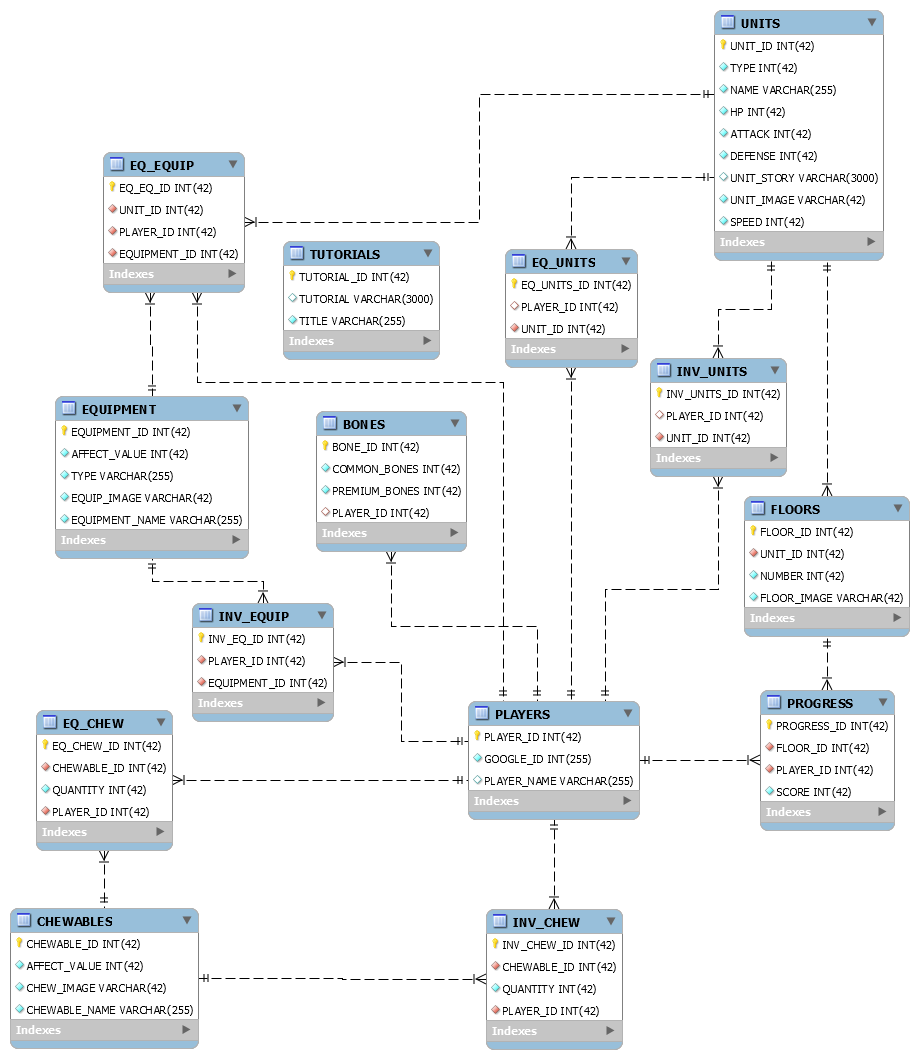 UNITS
UNIT_ID INT(42)
TYPE INT(42)
NAME VARCHAR(255)
HP INT(42)
ATTACK INT(42)
DEFENSE INT(42)
UNIT_STORY VARCHAR(3000)
UNIT_IMAGE VARCHAR(42)
SPEED INT(42)
Indexes
EQ_EQUIP
EQ_EQ_ID INT(42)
UNIT_ID INT(42)
PLAYER_ID INT(42)
EQUIPMENT_ID INT(42)
Indexes
TUTORIALS
TUTORIAL_ID INT(42)
TUTORIAL VARCHAR(3000)
TITLE VARCHAR(255)
Indexes
EQ_UNITS
EQ_UNITS_ID INT(42)
PLAYER_ID INT(42)
UNIT_ID INT(42)
Indexes
INV_UNITS
INV_UNITS_ID INT(42)
PLAYER_ID INT(42)
UNIT_ID INT(42)
Indexes
EQUIPMENT
EQUIPMENT_ID INT(42)
AFFECT_VALUE INT(42)
TYPE VARCHAR(255)
EQUIP_IMAGE VARCHAR(42)
EQUIPMENT_NAME VARCHAR(255)
Indexes
BONES
BONE_ID INT(42)
COMMON_BONES INT(42)
PREMIUM_BONES INT(42)
PLAYER_ID INT(42)
Indexes
FLOORS
FLOOR_ID INT(42)
UNIT_ID INT(42)
NUMBER INT(42)
FLOOR_IMAGE VARCHAR(42)
Indexes
INV_EQUIP
INV_EQ_ID INT(42)
PLAYER_ID INT(42)
EQUIPMENT_ID INT(42)
Indexes
PLAYERS
PLAYER_ID INT(42)
GOOGLE_ID INT(255)
PLAYER_NAME VARCHAR(255)
Indexes
PROGRESS
PROGRESS_ID INT(42)
FLOOR_ID INT(42)
PLAYER_ID INT(42)
SCORE INT(42)
Indexes
EQ_CHEW
EQ_CHEW_ID INT(42)
CHEWABLE_ID INT(42)
QUANTITY INT(42)
PLAYER_ID INT(42)
Indexes
CHEWABLES
CHEWABLE_ID INT(42)
AFFECT_VALUE INT(42)
CHEW_IMAGE VARCHAR(42)
CHEWABLE_NAME VARCHAR(255)
Indexes
INV_CHEW
INV_CHEW_ID INT(42)
CHEWABLE_ID INT(42)
QUANTITY INT(42)
PLAYER_ID INT(42)
Indexes